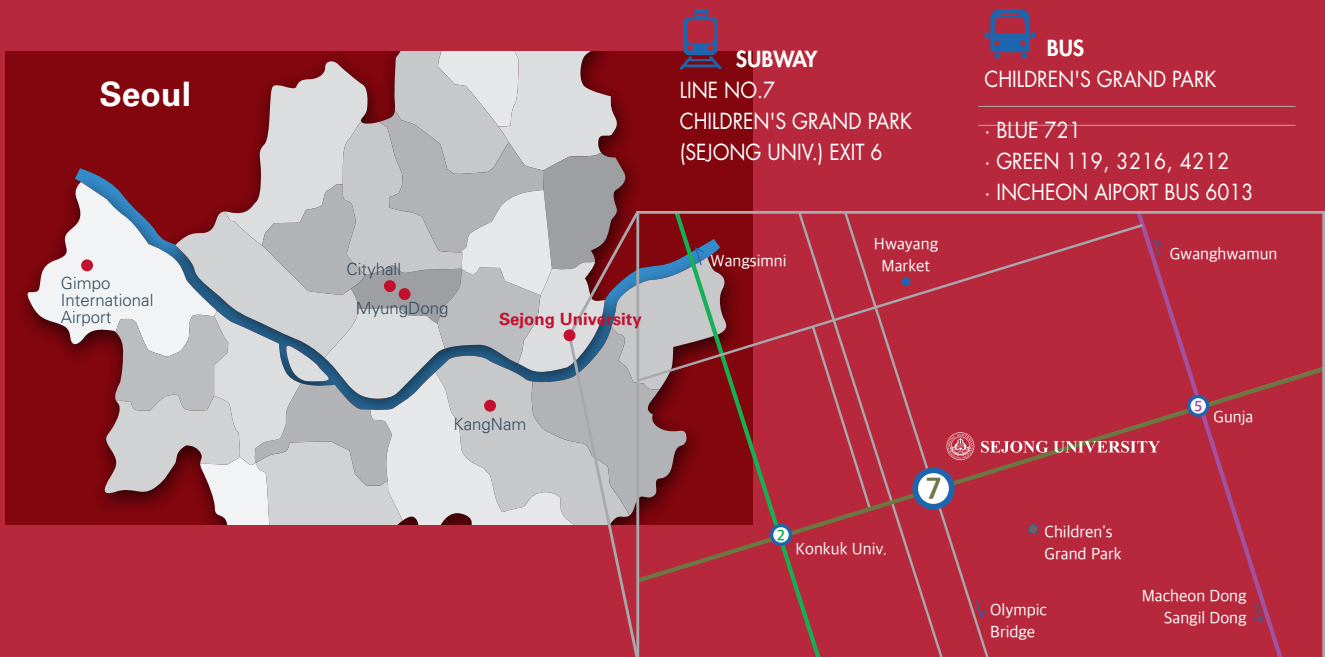 Seoul
SUBWAY
LINE NO.7
CHILDREN'S GRAND PARK
(SEJONG UNIV.) EXIT 6
BUS
CHILDREN'S GRAND PARK
· BLUE 721
· GREEN 119, 3216, 4212
· INCHEON AIPORT BUS 6013
Gimpo
International
Airport
Cityhall
MyungDong
Sejong University
KangNam
Wangsimni
Hwayang
Market
Gwanghwamun
5
Gunja
SEJONG UNIVERSITY
7
2
Konkuk Univ.
Children's
Grand Park
Olympic
Bridge
Macheon Dong
Sangil Dong